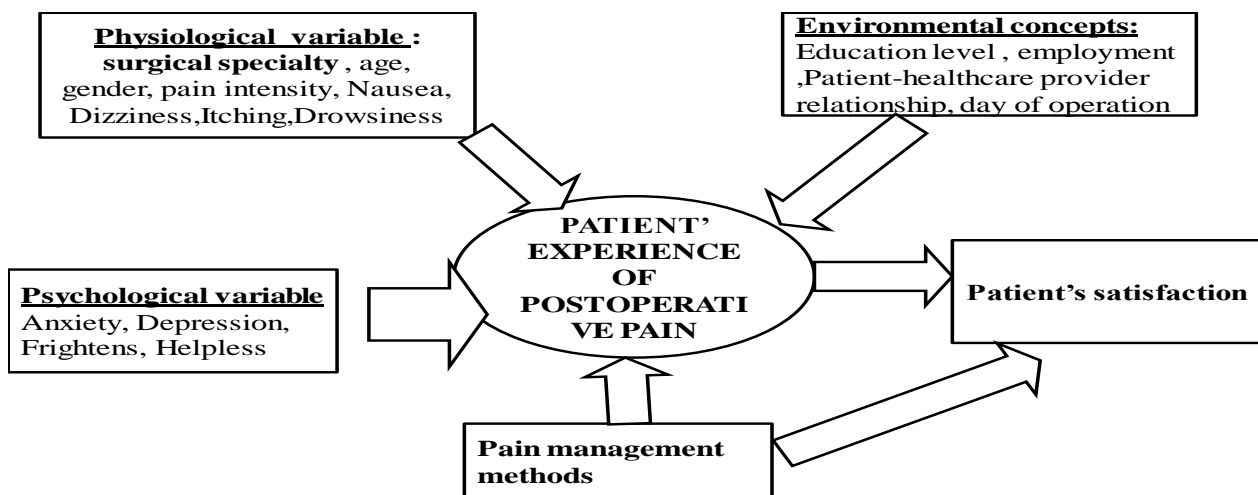 Physiological variable :
surgical specialty , age,
gender, pain intensity, Nausea,
Dizziness,Itching,Drowsiness
Environmental concepts:
Education level , employment
,Patient-healthcare provider
relationship, day of operation
PATIENT’
EXPERIENCE
OF
POSTOPERATI
VE PAIN
Psychological variable
Anxiety, Depression,
Frightens, Helpless
Patient’s satisfaction
Pain management
methods